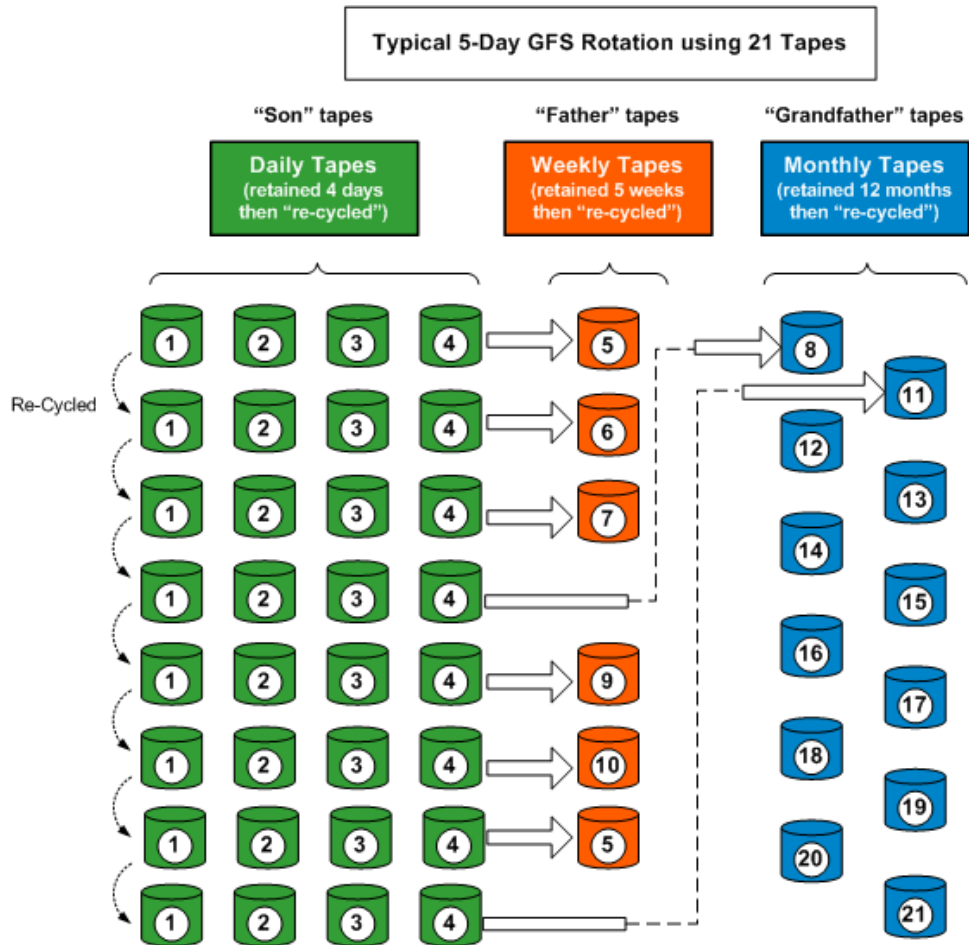 Typical 5-Day GFS Rotation using 21 Tapes
“Son” tapes
“Father” tapes
“Grandfather” tapes
Daily Tapes
(retained 4 days
then “re-cycled”)
Weekly Tapes
(retained 5 weeks
then “re-cycled”)
Monthly Tapes
(retained 12 months
then “re-cycled”)
1 2 3 4 5 8
Re-Cycled
11
1 2 3 4 6 12
1 2 3 4 7 13
14
1 2 3 4 15
16
1 2 3 4 9 17
1 2 3 4 10 18
19
1 2 3 4 5 20
1 2 3 4 21